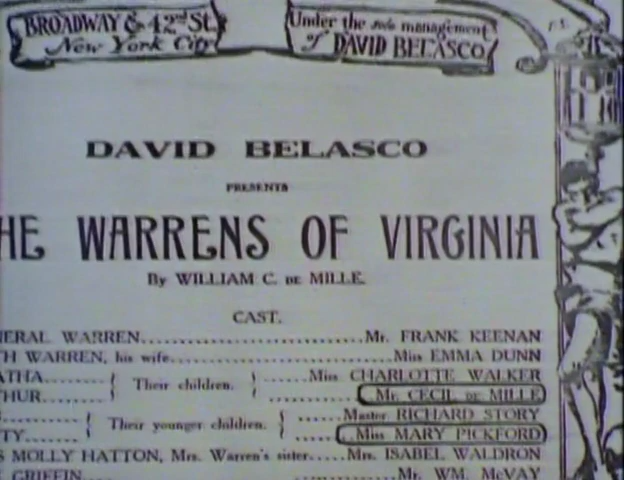 BROADWAY & 42nd St.
New York City
Under the sole management
of DAVID BELASCO
DAVID BELASCO
PRESENTS
HE WARRENS OF VIRGINIA
By WILLIAM C. DE MILLE.
CAST.
NERAL WARREN....................................Mr. FRANK KEENAN
H WARREN, his wife..............................Miss EMMA DUNN
ATHA........ { Their children. } ......Miss CHARLOTTE WALKER
HUR........ ........Mr. CECIL DE MILLE
........ { Their younger children. } ......Master RICHARD STORY
TY........ ......Miss MARY PICKFORD
S MOLLY HATTON, Mrs. Warren's sister.....Mrs. ISABEL WALDRON
GRIFFIN........................Mr. WM. McVAY